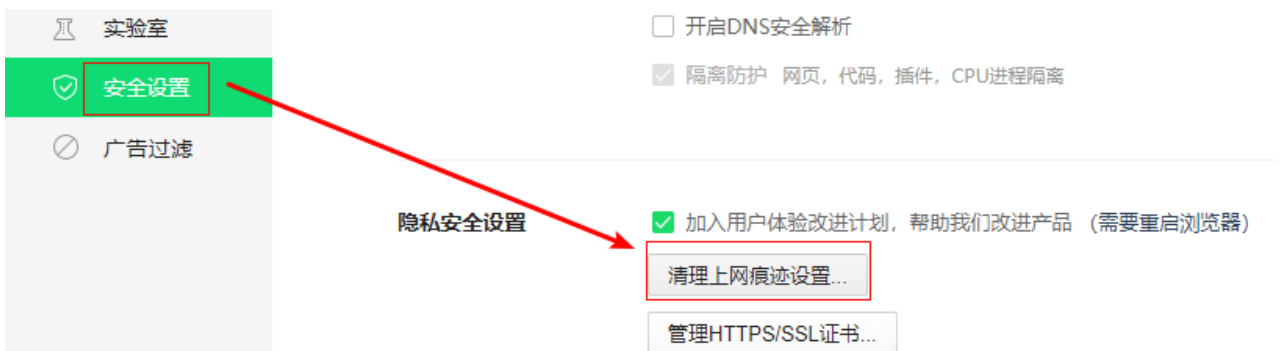 实验室
开启DNS安全解析
安全设置
隔离防护 网页，代码，插件，CPU进程隔离
广告过滤
隐私安全设置
加入用户体验改进计划，帮助我们改进产品 (需要重启浏览器)
清理上网痕迹设置...
管理HTTPS/SSL证书...